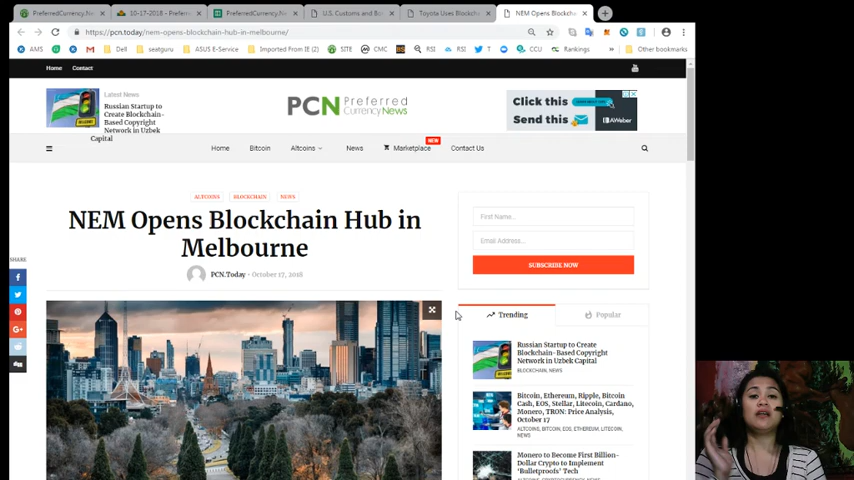 PreferredCurrency.Ne
10-17-2018 - Preferre
PreferredCurrency.Ne
U.S. Customs and Bor
Toyota Uses Blockcha
NEM Opens Blockchai
https://pcn.today/nem-opens-blockchain-hub-in-melbourne/
AMS
Dell
seatguru
ASUS E-Service
Imported From IE (2)
SITE
CMC
RSI
RSI
T
CCU
Rankings
»
Other bookmarks
Home
Contact
Latest News
Russian Startup to
Create Blockchain-
Based Copyright
Network in Uzbek
Capital
PCN Preferred
Currency News
Click this
Send this
AWeber
Home
Bitcoin
Altcoins
News
Marketplace
NEW
Contact Us
ALTCOINS
BLOCKCHAIN
NEWS
NEM Opens Blockchain Hub in
Melbourne
PCN.Today - October 17, 2018
SHARE
First Name...
Email Address...
SUBSCRIBE NOW
Trending
Popular
Russian Startup to Create
Blockchain-Based Copyright
Network in Uzbek Capital
BLOCKCHAIN, NEWS
Bitcoin, Ethereum, Ripple, Bitcoin
Cash, EOS, Stellar, Litecoin, Cardano,
Monero, TRON: Price Analysis,
October 17
ALTCOINS, BITCOIN, EOS, ETHEREUM, LITECOIN,
NEWS
Monero to Become First Billion-
Dollar Crypto to Implement
'Bulletproofs' Tech